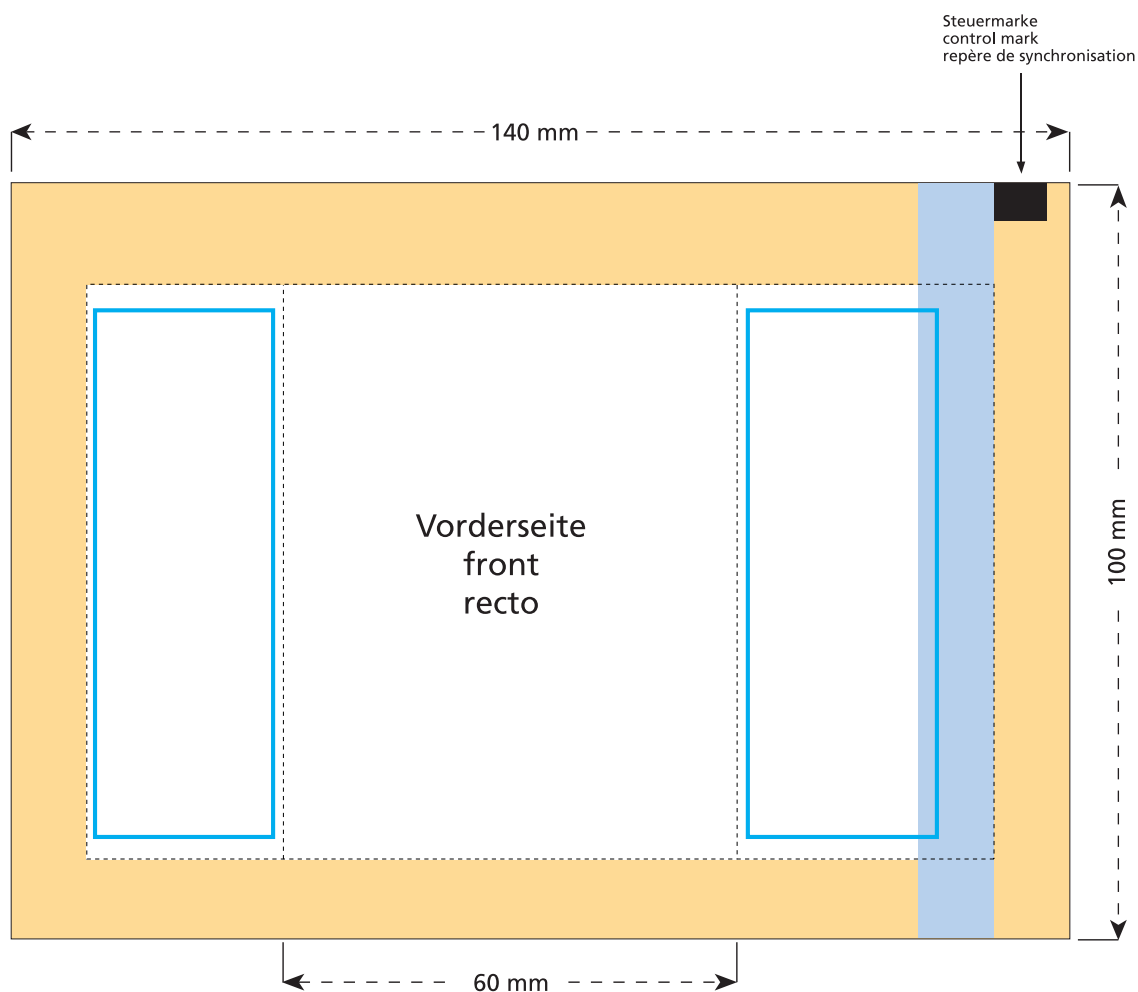 Steuermarke
control mark
repère de synchronisation
140 mm
Vorderseite
front
recto
100 mm
60 mm